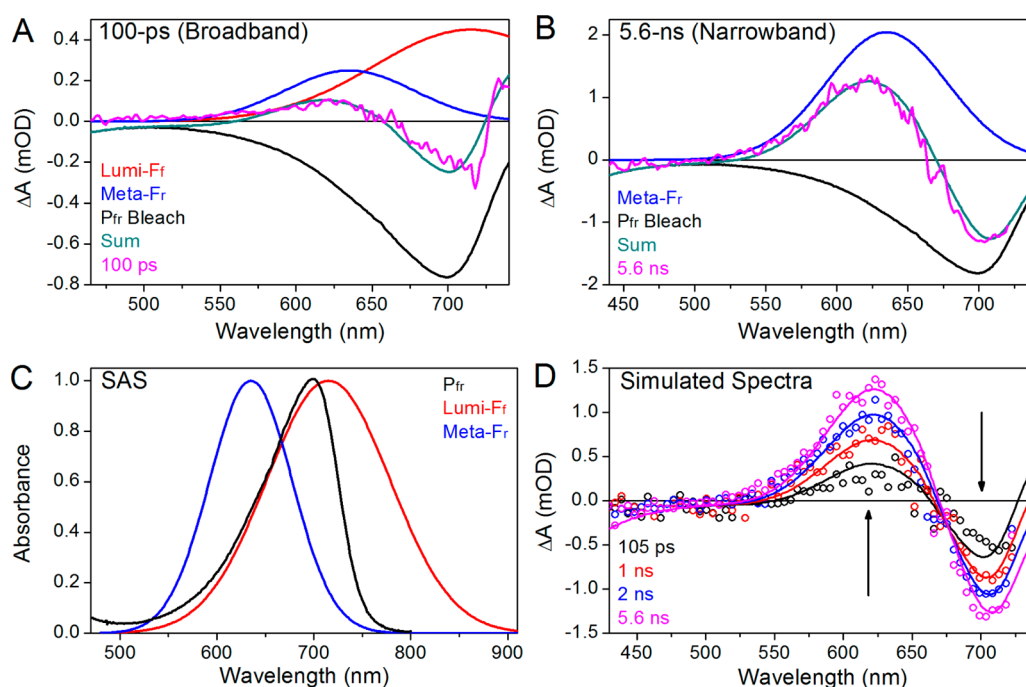 A
100-ps (Broadband)
0.4
0.2
0.0
-0.2
-0.4
-0.6
-0.8
ΔA (mOD)
Lumi-Ff
Meta-Fr
Pfr Bleach
Sum
100 ps
500 550 600 650 700
Wavelength (nm)
B
5.6-ns (Narrowband)
2
1
0
-1
-2
ΔA (mOD)
Meta-Fr
Pfr Bleach
Sum
5.6 ns
450 500 550 600 650 700
Wavelength (nm)
C
SAS
1.0
0.8
0.6
0.4
0.2
0.0
Absorbance
Pfr
Lumi-Ff
Meta-Fr
500 600 700 800 900
Wavelength (nm)
D
Simulated Spectra
1.5
1.0
0.5
0.0
-0.5
-1.0
-1.5
ΔA (mOD)
105 ps
1 ns
2 ns
5.6 ns
450 500 550 600 650 700
Wavelength (nm)